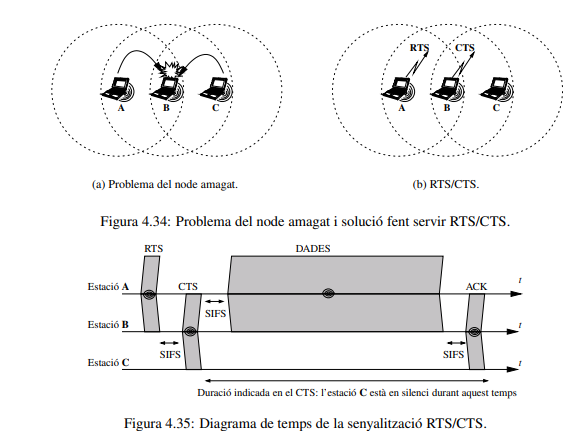 RTS
CTS
A
B
C
A
B
C
(a) Problema del node amagat.
(b) RTS/CTS.
Figura 4.34: Problema del node amagat i solució fent servir RTS/CTS.
RTS
DADES
Estació A
CTS
ACK
t
SIFS
Estació B
t
SIFS
SIFS
Estació C
t
Duració indicada en el CTS: l'estació C està en silenci durant aquest temps
Figura 4.35: Diagrama de temps de la senyalització RTS/CTS.